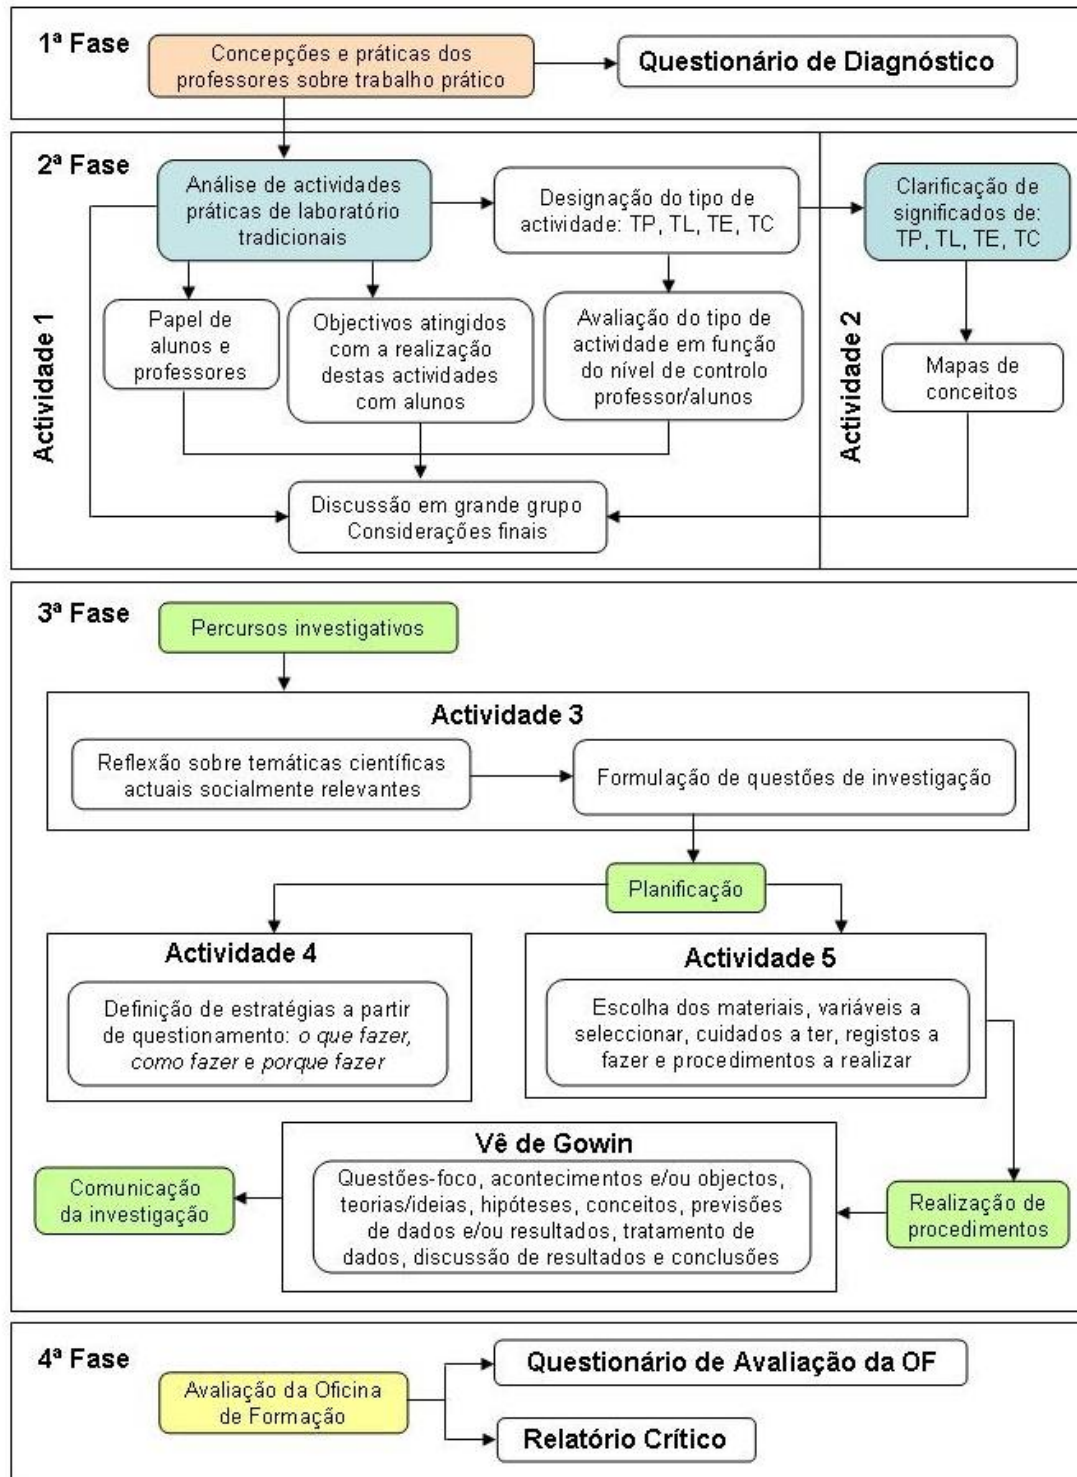 1ª Fase
Concepções e práticas dos
professores sobre trabalho prático
Questionário de Diagnóstico
2ª Fase
Actividade 1
Análise de actividades
práticas de laboratório
tradicionais
Designação do tipo de
actividade: TP, TL, TE, TC
Papel de
alunos e
professores
Objectivos atingidos
com a realização
destas actividades
com alunos
Avaliação do tipo de
actividade em função
do nível de controlo
professor/alunos
Discussão em grande grupo
Considerações finais
Actividade 2
Clarificação de
significados de:
TP, TL, TE, TC
Mapas de
conceitos
3ª Fase
Percursos investigativos
Actividade 3
Reflexão sobre temáticas científicas
actuais socialmente relevantes
Formulação de questões de investigação
Planificação
Actividade 4
Definição de estratégias a partir
de questionamento: o que fazer,
como fazer e porque fazer
Actividade 5
Escolha dos materiais, variáveis a
seleccionar, cuidados a ter, registos a
fazer e procedimentos a realizar
Realização de
procedimentos
Vê de Gowin
Questões-foco, acontecimentos e/ou objectos,
teorias/ideias, hipóteses, conceitos, previsões
de dados e/ou resultados, tratamento de
dados, discussão de resultados e conclusões
Comunicação
da investigação
4ª Fase
Avaliação da Oficina
de Formação
Questionário de Avaliação da OF
Relatório Crítico